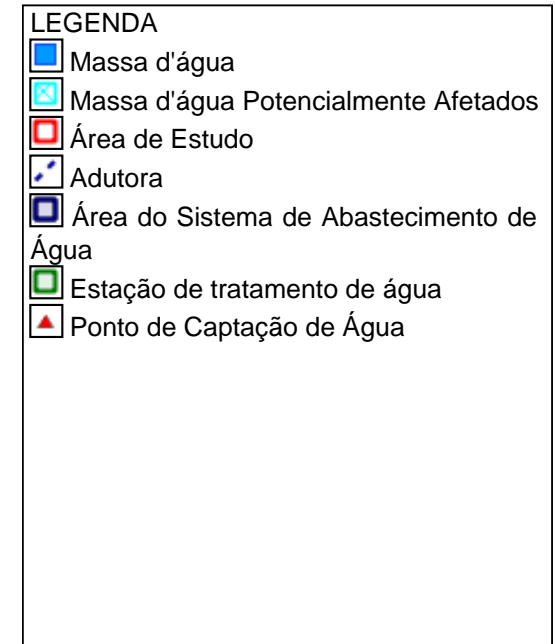 LEGENDA
Massa d'água
Massa d'água Potencialmente Afetados
Área de Estudo
Adutora
Área do Sistema de Abastecimento de
Água
Estação de tratamento de água
Ponto de Captação de Água